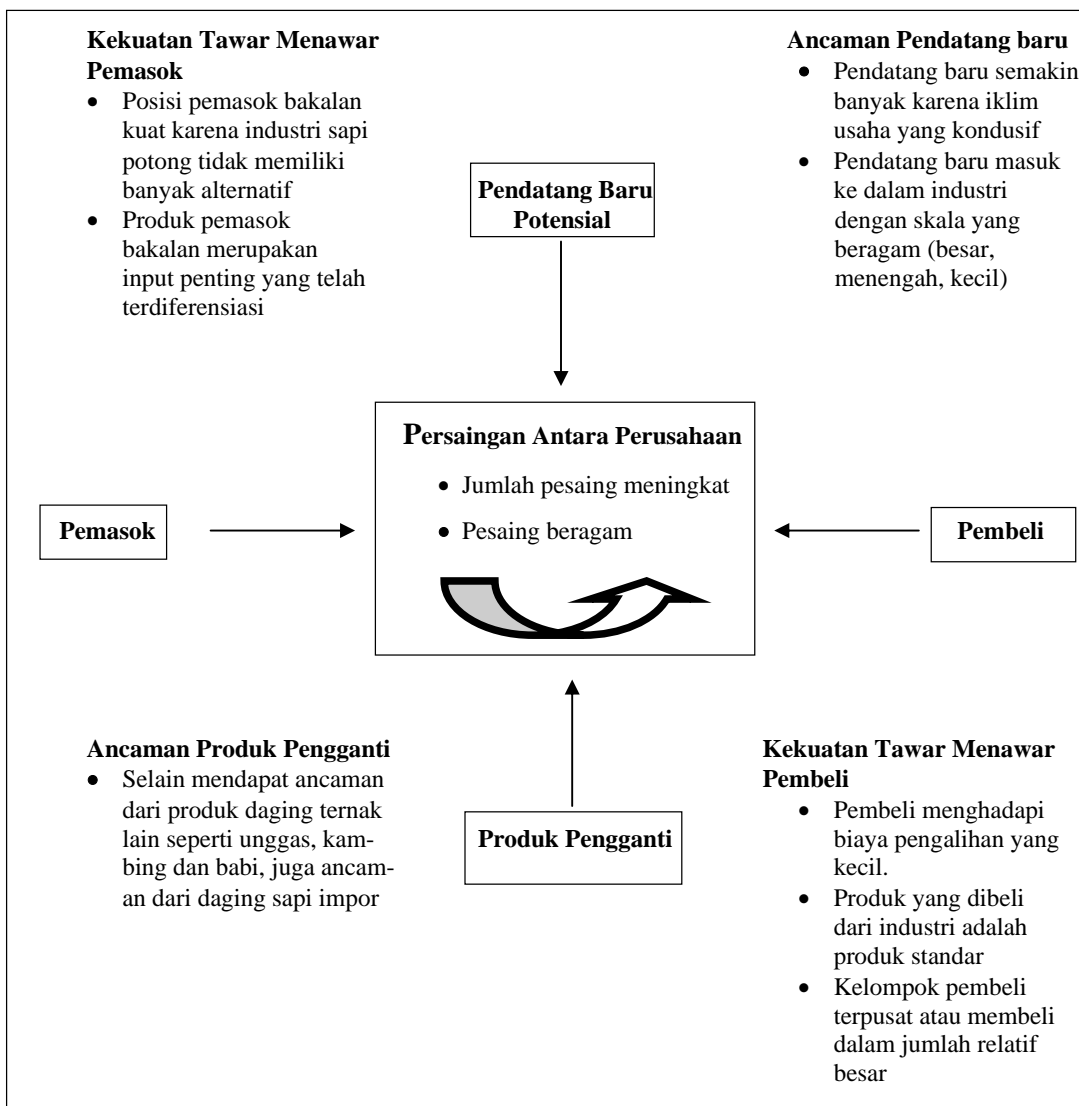 Kekuatan Tawar Menawar
Pemasok
• Posisi pemasok bakalan
kuat karena industri sapi
potong tidak memiliki
banyak alternatif
• Produk pemasok
bakalan merupakan
input penting yang telah
terdiferensiasi
Pendatang Baru
Potensial
Ancaman Pendatang baru
• Pendatang baru semakin
banyak karena iklim
usaha yang kondusif
• Pendatang baru masuk
ke dalam industri
dengan skala yang
beragam (besar,
menengah, kecil)
Pemasok
Persaingan Antara Perusahaan
• Jumlah pesaing meningkat
• Pesaing beragam
Pembeli
Ancaman Produk Pengganti
• Selain mendapat ancaman
dari produk daging ternak
lain seperti unggas, kam-
bing dan babi, juga ancam-
an dari daging sapi impor
Produk Pengganti
Kekuatan Tawar Menawar
Pembeli
• Pembeli menghadapi
biaya pengalihan yang
kecil.
• Produk yang dibeli
dari industri adalah
produk standar
• Kelompok pembeli
terpusat atau membeli
dalam jumlah relatif
besar